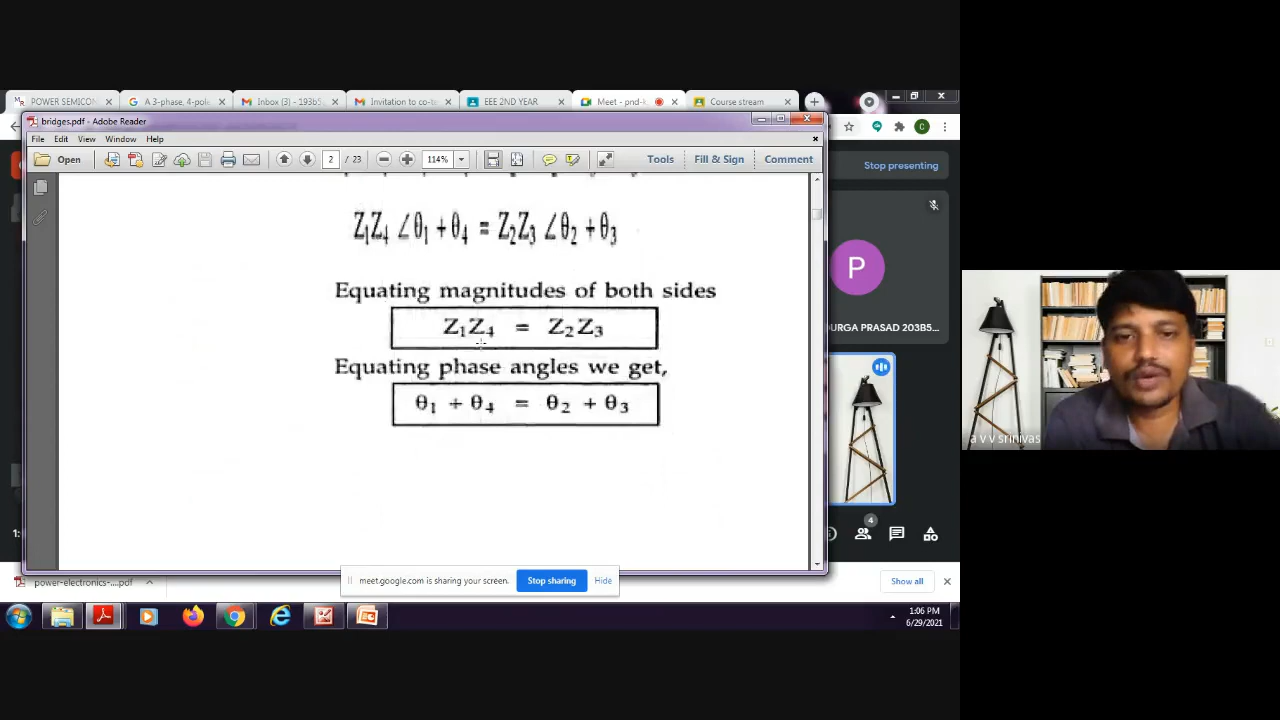 POWER SEMICON
A 3-phase, 4-pole
Inbox (3) - 193b5
Invitation to co-te
EEE 2ND YEAR
Meet - pnd-
Course stream
bridges.pdf - Adobe Reader
File Edit View Window Help
Open 2 / 23 114% Tools Fill & Sign Comment
C
Stop presenting
Z₁Z₄ ∠θ₁ + θ₄ = Z₂Z₃ ∠θ₂ + θ₃
Equating magnitudes of both sides
Z₁Z₄ = Z₂Z₃
Equating phase angles we get,
θ₁ + θ₄ = θ₂ + θ₃
P
DURGA PRASAD 203B5...
a v v srinivas
4
meet.google.com is sharing your screen. Stop sharing Hide
power-electronics-....pdf
Show all
1:06 PM
6/29/2021